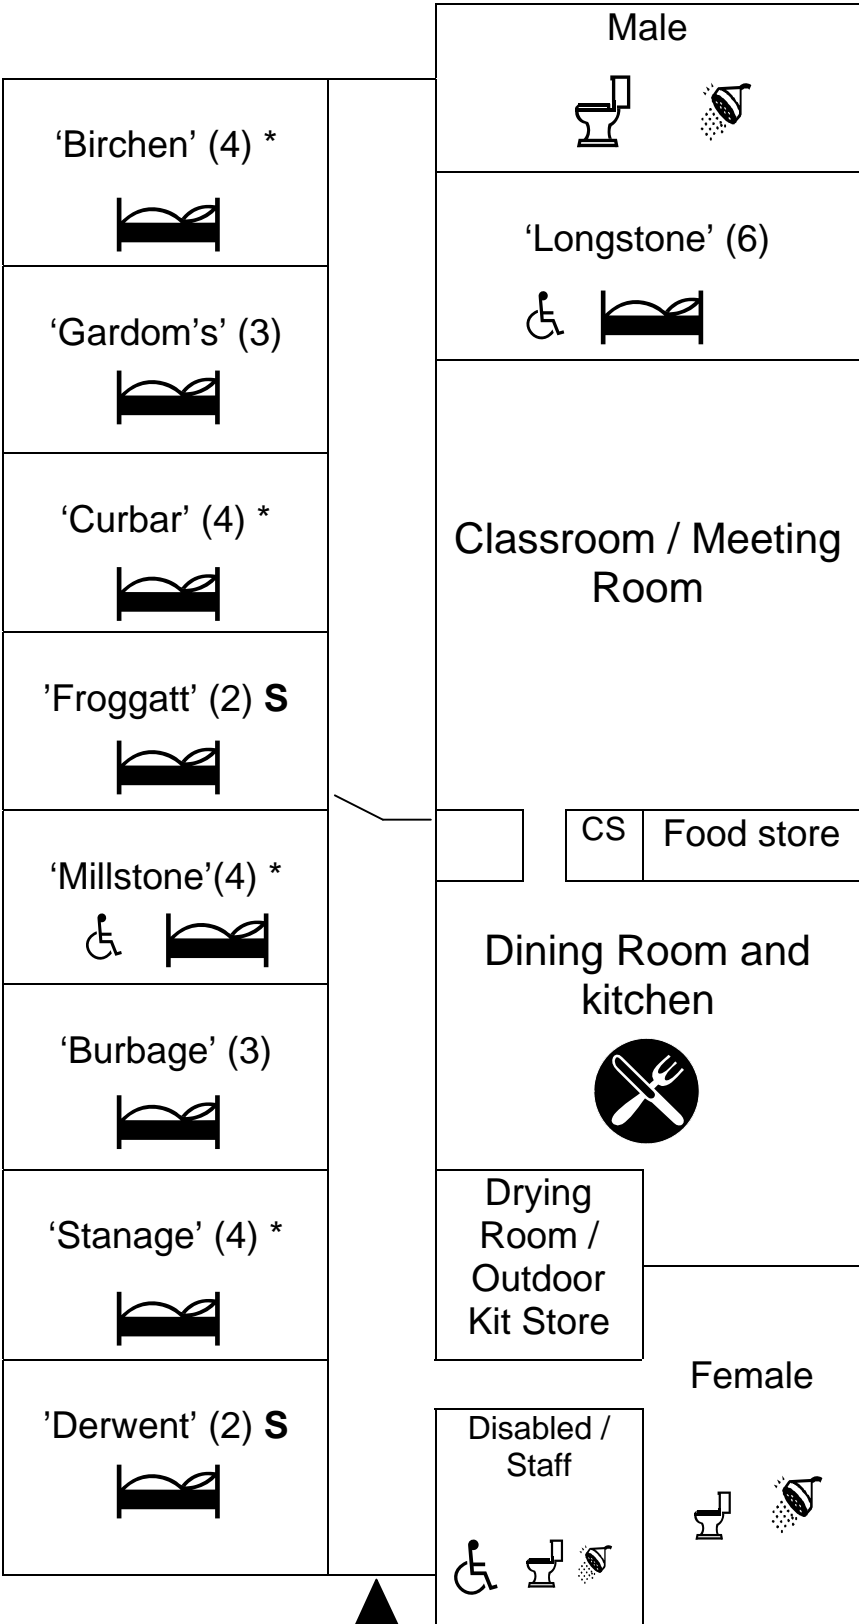 Male
‘Birchen’ (4) *
‘Longstone’ (6)
‘Gardom's’ (3)
‘Curbar’ (4) *
Classroom / Meeting
Room
’Froggatt’ (2) S
CS
Food store
‘Millstone’(4) *
Dining Room and
kitchen
‘Burbage’ (3)
Drying
Room /
Outdoor
Kit Store
‘Stanage’ (4) *
Female
’Derwent’ (2) S
Disabled /
Staff